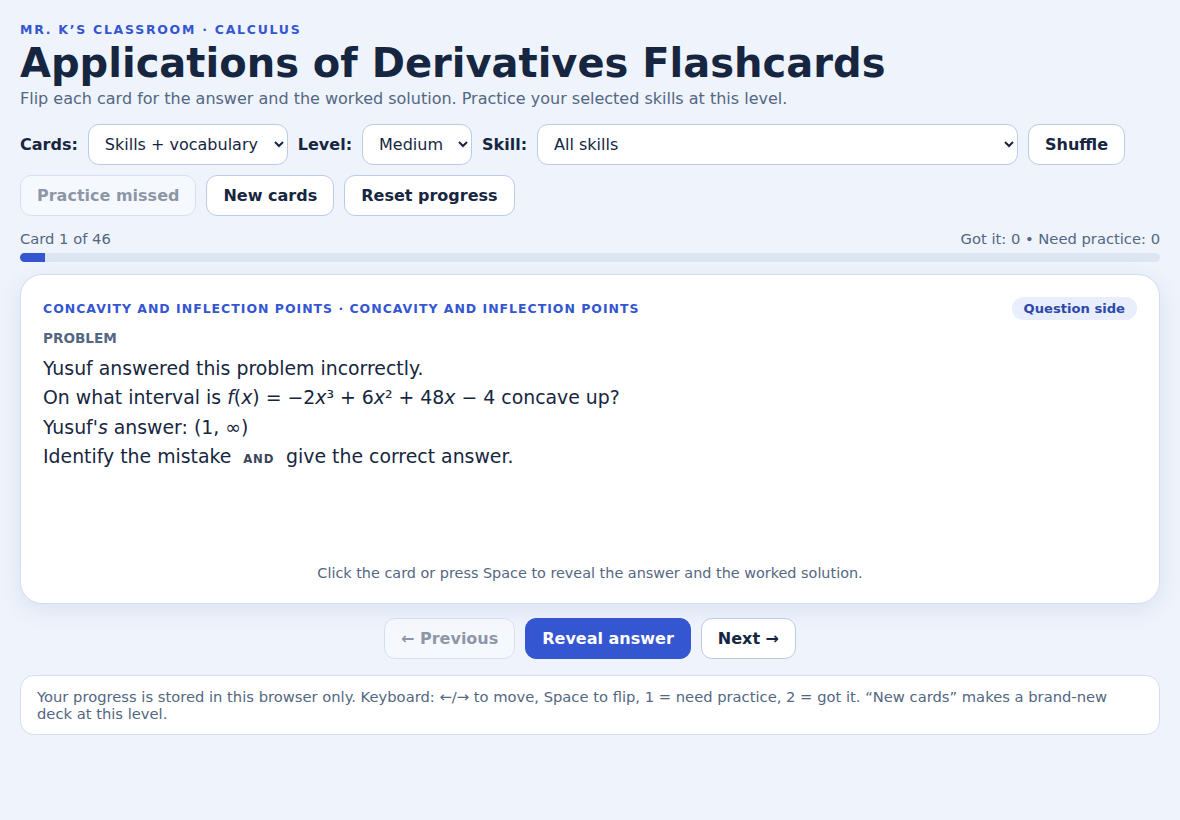 MR. K'S CLASSROOM · CALCULUS
Applications of Derivatives Flashcards
Flip each card for the answer and the worked solution. Practice your selected skills at this level.
Cards: Skills + vocabulary Level: Medium Skill: All skills Shuffle
Practice missed New cards Reset progress
Card 1 of 46 Got it: 0 • Need practice: 0
CONCAVITY AND INFLECTION POINTS · CONCAVITY AND INFLECTION POINTS Question side
PROBLEM
Yusuf answered this problem incorrectly.
On what interval is f(x) = −2x³ + 6x² + 48x − 4 concave up?
Yusuf's answer: (1, ∞)
Identify the mistake AND give the correct answer.
Click the card or press Space to reveal the answer and the worked solution.
← Previous Reveal answer Next →
Your progress is stored in this browser only. Keyboard: ←/→ to move, Space to flip, 1 = need practice, 2 = got it. “New cards” makes a brand-new
deck at this level.